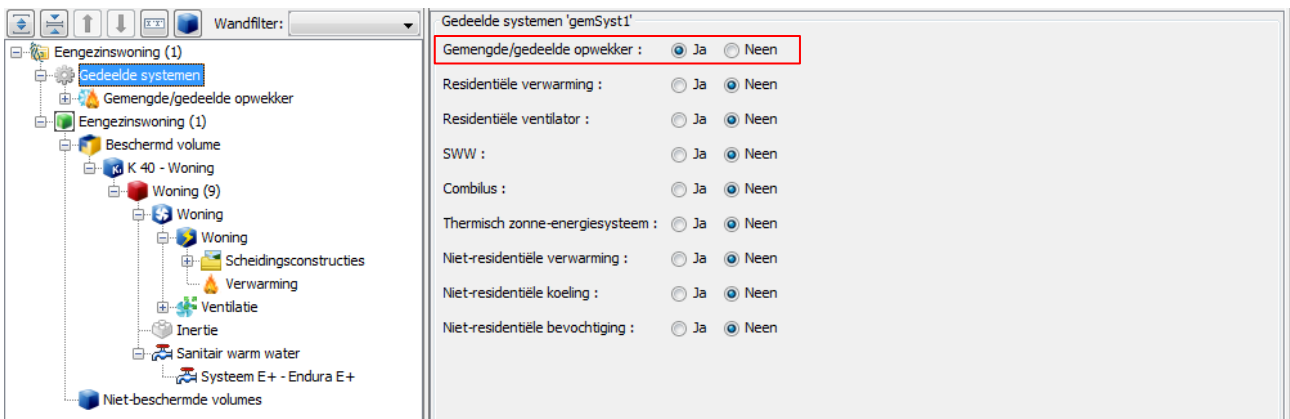 Wandfilter:
Eengezinswoning (1)
Gedeelde systemen
Gemengde/gedeelde opwekker
Eengezinswoning (1)
Beschermd volume
K 40 - Woning
Woning (9)
Woning
Woning
Scheidingsconstructies
Verwarming
Ventilatie
Inertie
Sanitair warm water
Systeem E+ - Endura E+
Niet-beschermde volumes
Gedeelde systemen 'gemSyst1'
Gemengde/gedeelde opwekker : Ja Neen
Residentiële verwarming : Ja Neen
Residentiële ventilator : Ja Neen
SWW : Ja Neen
Combilus : Ja Neen
Thermisch zonne-energiesysteem : Ja Neen
Niet-residentiële verwarming : Ja Neen
Niet-residentiële koeling : Ja Neen
Niet-residentiële bevochtiging : Ja Neen